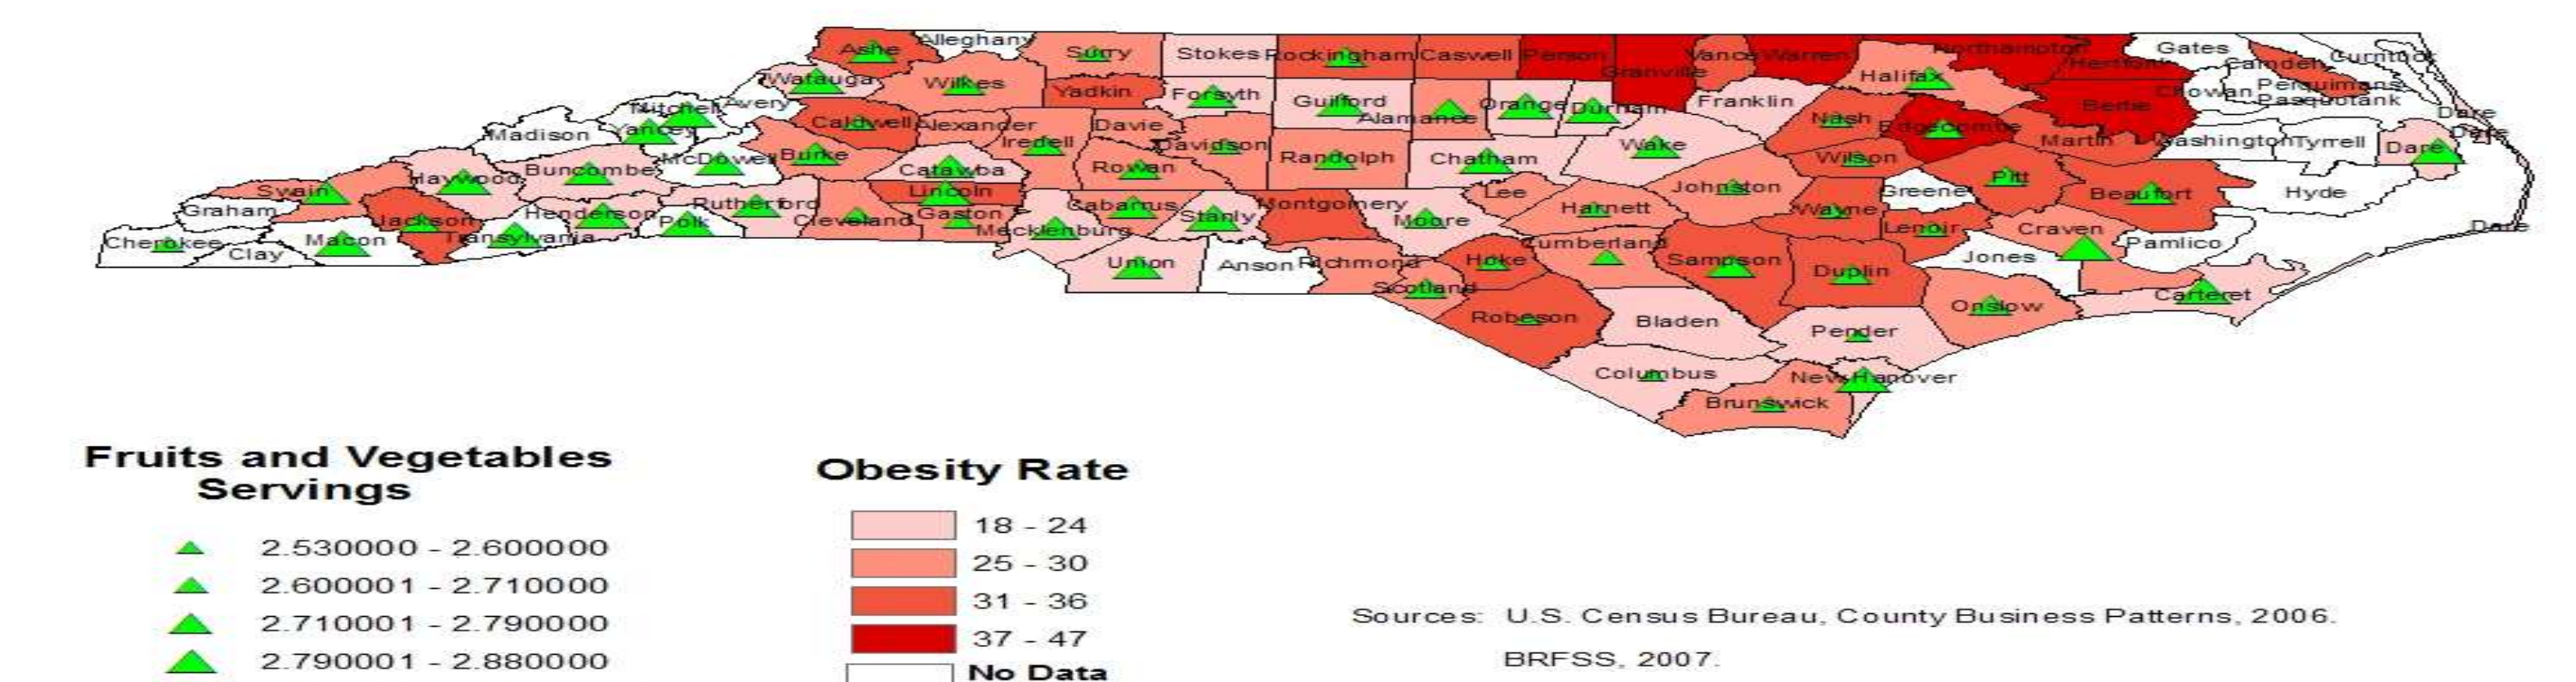 Ashe
Alleghany
Surry
Stokes
Rockingham
Caswell
Person
Granville
Vance
Warren
Northampton
Hertford
Gates
Camden
Currituck
Watauga
Wilkes
Yadkin
Forsyth
Guilford
Alamance
Orange
Durham
Franklin
Halifax
Bertie
Chowan
Perquimans
Pasquotank
Dare
Dare
Mitchell
Avery
Yancey
Madison
Caldwell
Alexander
Davie
Iredell
Davidson
Randolph
Chatham
Wake
Nash
Edgecombe
Martin
Washington
Tyrrell
Dare
McDowell
Burke
Catawba
Rowan
Wilson
Swain
Haywood
Buncombe
Lincoln
Lee
Johnston
Greene
Pitt
Beaufort
Hyde
Graham
Jackson
Henderson
Rutherford
Polk
Cleveland
Gaston
Cabarrus
Stanly
Montgomery
Moore
Harnett
Wayne
Lenoir
Craven
Dare
Cherokee
Clay
Macon
Transylvania
Mecklenburg
Union
Anson
Richmond
Scotland
Hoke
Cumberland
Sampson
Duplin
Jones
Pamlico
Robeson
Bladen
Pender
Onslow
Carteret
Columbus
New Hanover
Brunswick
Fruits and Vegetables
Servings
2.530000 - 2.600000
2.600001 - 2.710000
2.710001 - 2.790000
2.790001 - 2.880000
Obesity Rate
18 - 24
25 - 30
31 - 36
37 - 47
No Data
Sources: U.S. Census Bureau, County Business Patterns, 2006.
BRFSS, 2007.